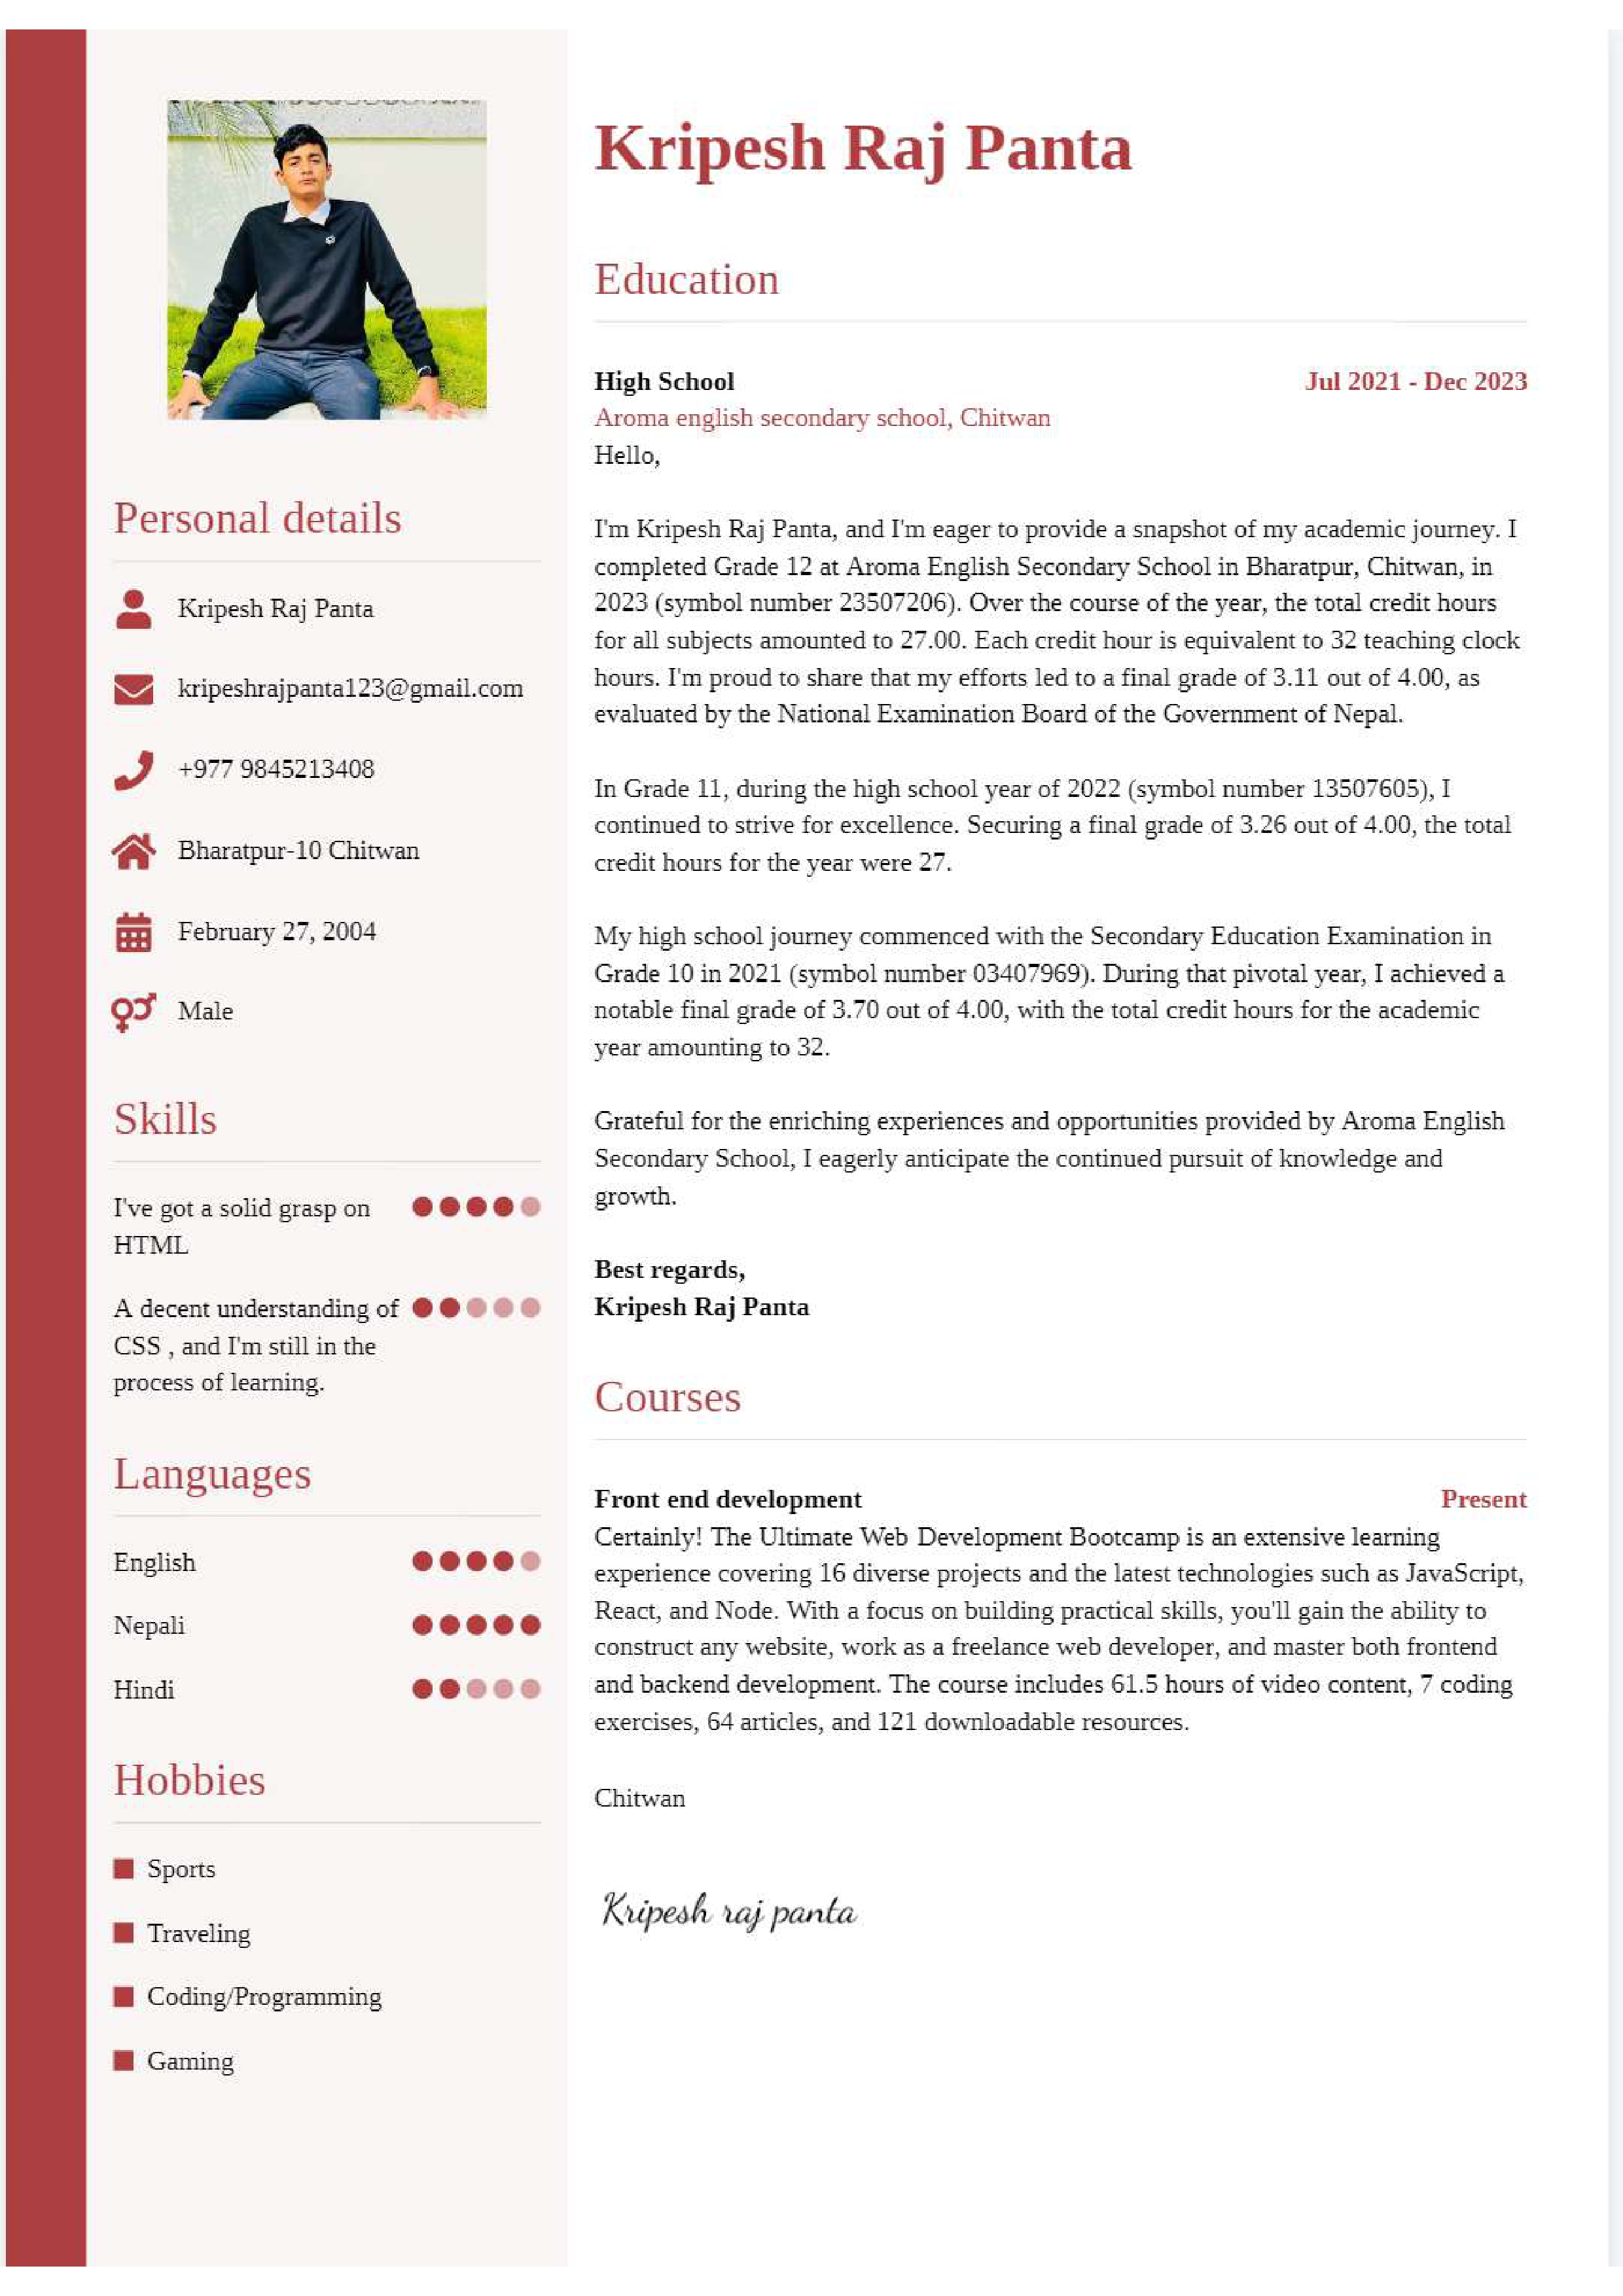 Kripesh Raj Panta
Personal details
Kripesh Raj Panta
kripeshrajpanta123@gmail.com
+977 9845213408
Bharatpur-10 Chitwan
February 27, 2004
Male
Skills
I've got a solid grasp on
HTML
A decent understanding of
CSS , and I'm still in the
process of learning.
Languages
English
Nepali
Hindi
Hobbies
Sports
Traveling
Coding/Programming
Gaming
Education
High School
Jul 2021 - Dec 2023
Aroma english secondary school, Chitwan
Hello,
I'm Kripesh Raj Panta, and I'm eager to provide a snapshot of my academic journey. I
completed Grade 12 at Aroma English Secondary School in Bharatpur, Chitwan, in
2023 (symbol number 23507206). Over the course of the year, the total credit hours
for all subjects amounted to 27.00. Each credit hour is equivalent to 32 teaching clock
hours. I'm proud to share that my efforts led to a final grade of 3.11 out of 4.00, as
evaluated by the National Examination Board of the Government of Nepal.
In Grade 11, during the high school year of 2022 (symbol number 13507605), I
continued to strive for excellence. Securing a final grade of 3.26 out of 4.00, the total
credit hours for the year were 27.
My high school journey commenced with the Secondary Education Examination in
Grade 10 in 2021 (symbol number 03407969). During that pivotal year, I achieved a
notable final grade of 3.70 out of 4.00, with the total credit hours for the academic
year amounting to 32.
Grateful for the enriching experiences and opportunities provided by Aroma English
Secondary School, I eagerly anticipate the continued pursuit of knowledge and
growth.
Best regards,
Kripesh Raj Panta
Courses
Front end development
Present
Certainly! The Ultimate Web Development Bootcamp is an extensive learning
experience covering 16 diverse projects and the latest technologies such as JavaScript,
React, and Node. With a focus on building practical skills, you'll gain the ability to
construct any website, work as a freelance web developer, and master both frontend
and backend development. The course includes 61.5 hours of video content, 7 coding
exercises, 64 articles, and 121 downloadable resources.
Chitwan
Kripesh raj panta